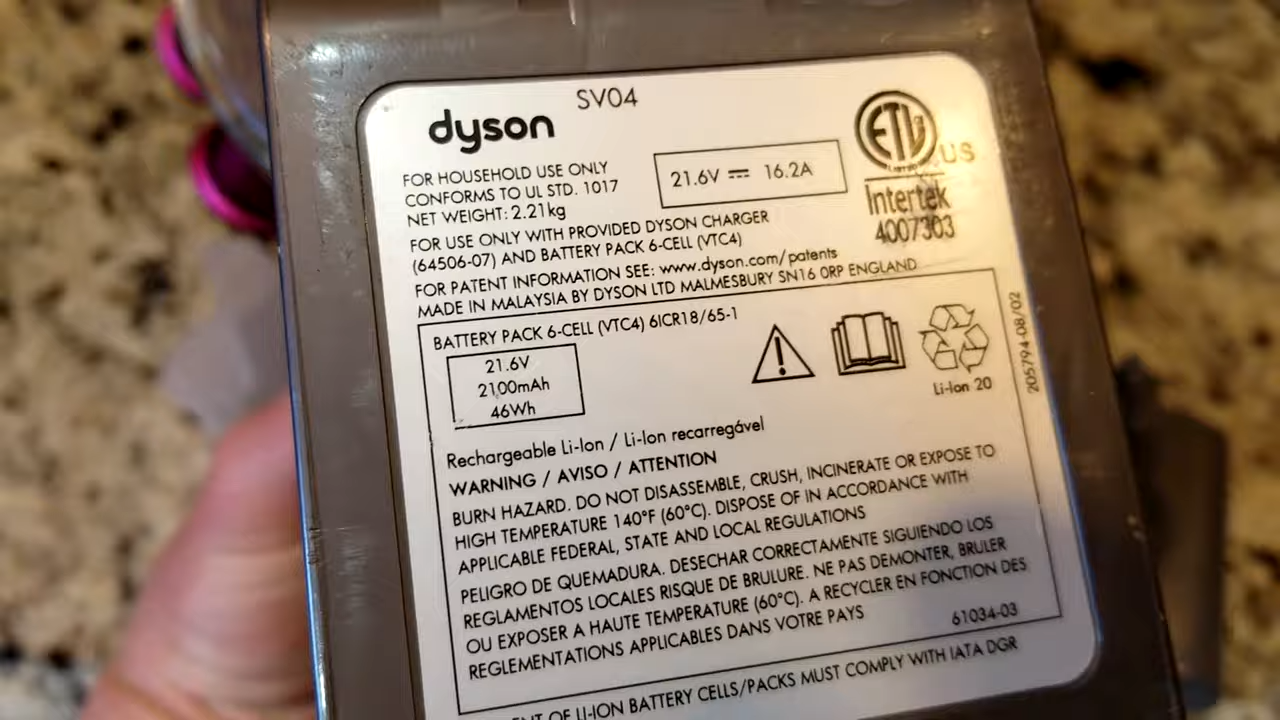 SV04
dyson
FOR HOUSEHOLD USE ONLY
CONFORMS TO UL STD. 1017
NET WEIGHT: 2.21kg
21.6V ⎓ 16.2A
ETL
US
Intertek
4007303
FOR USE ONLY WITH PROVIDED DYSON CHARGER
(64506-07) AND BATTERY PACK 6-CELL (VTC4)
FOR PATENT INFORMATION SEE: www.dyson.com/patents
MADE IN MALAYSIA BY DYSON LTD MALMESBURY SN16 0RP ENGLAND
BATTERY PACK 6-CELL (VTC4) 6ICR18/65-1
21.6V
2100mAh
46Wh
Li-Ion 20
205794-08/02
Rechargeable Li-Ion / Li-Ion recarregável
WARNING / AVISO / ATTENTION
BURN HAZARD. DO NOT DISASSEMBLE, CRUSH, INCINERATE OR EXPOSE TO
HIGH TEMPERATURE 140°F (60°C). DISPOSE OF IN ACCORDANCE WITH
APPLICABLE FEDERAL, STATE AND LOCAL REGULATIONS
PELIGRO DE QUEMADURA. DESECHAR CORRECTAMENTE SIGUIENDO LOS
REGLAMENTOS LOCALES RISQUE DE BRULURE. NE PAS DEMONTER, BRULER
OU EXPOSER A HAUTE TEMPERATURE (60°C). A RECYCLER EN FONCTION DES
REGLEMENTATIONS APPLICABLES DANS VOTRE PAYS
61034-03
OF LI-ION BATTERY CELLS/PACKS MUST COMPLY WITH IATA DGR